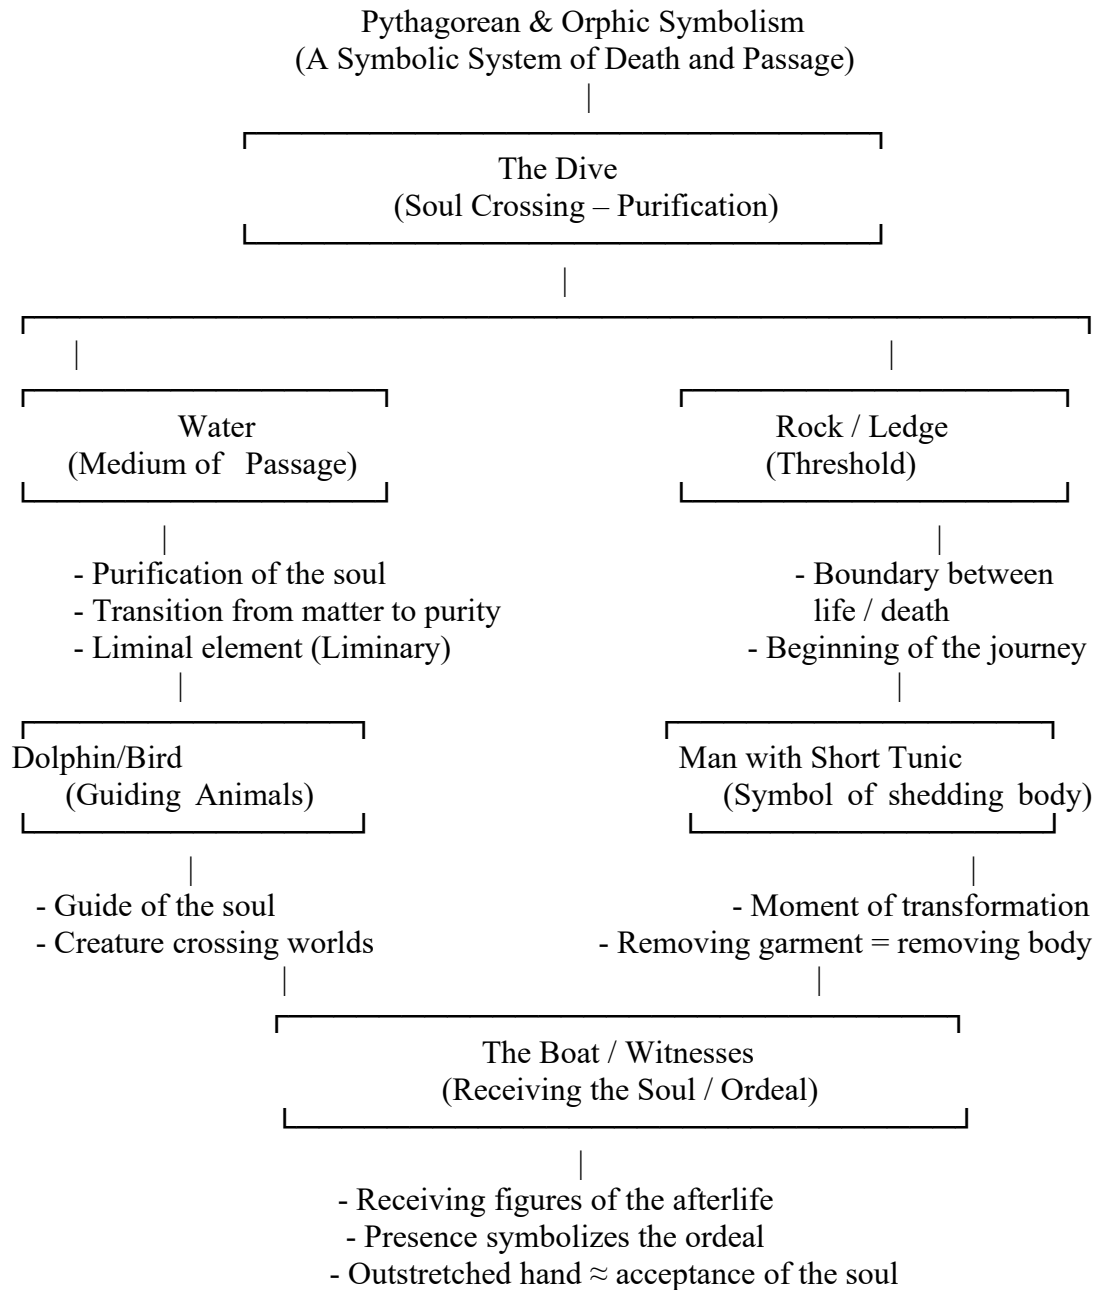 Pythagorean & Orphic Symbolism
(A Symbolic System of Death and Passage)
The Dive
(Soul Crossing – Purification)
Water
(Medium of Passage)
- Purification of the soul
- Transition from matter to purity
- Liminal element (Liminary)
Rock / Ledge
(Threshold)
- Boundary between
life / death
- Beginning of the journey
Dolphin/Bird
(Guiding Animals)
- Guide of the soul
- Creature crossing worlds
Man with Short Tunic
(Symbol of shedding body)
- Moment of transformation
- Removing garment = removing body
The Boat / Witnesses
(Receiving the Soul / Ordeal)
- Receiving figures of the afterlife
- Presence symbolizes the ordeal
- Outstretched hand ≈ acceptance of the soul